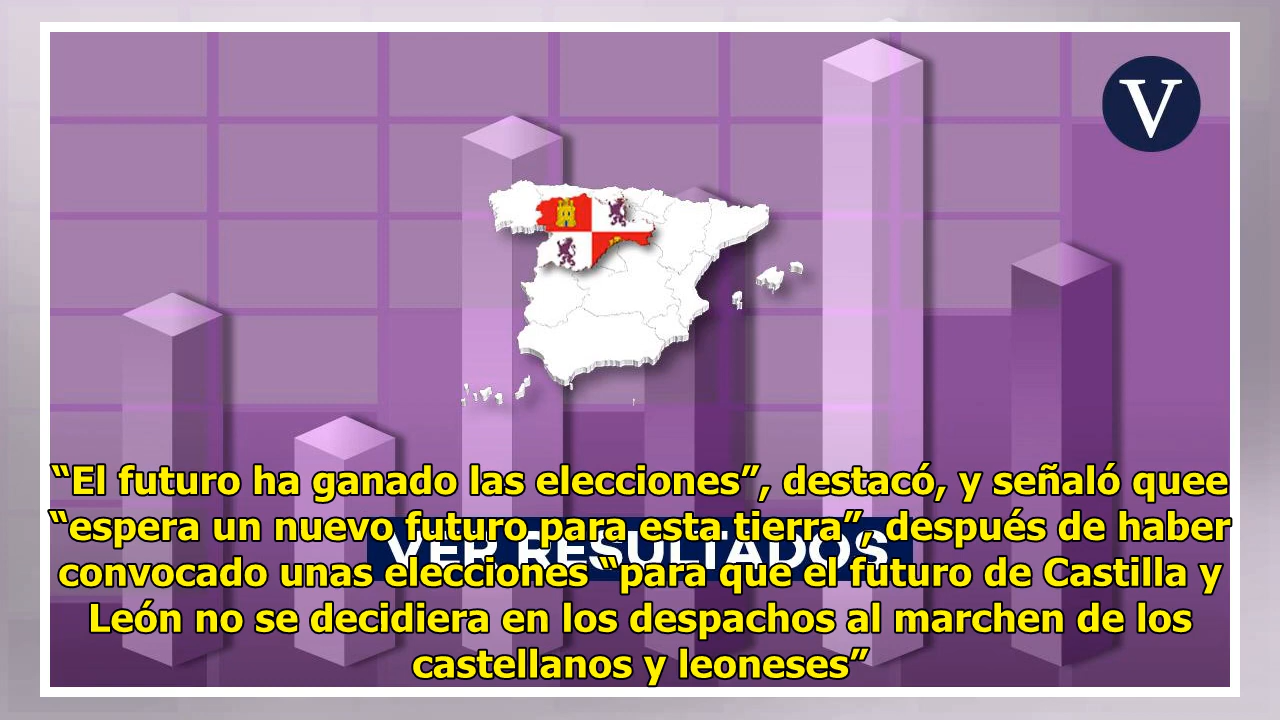 V
“El futuro ha ganado las elecciones”, destacó, y señaló quee
“espera un nuevo futuro para esta tierra”, después de haber
VER RESULTADOS
convocado unas elecciones “para que el futuro de Castilla y
León no se decidiera en los despachos al marchen de los
castellanos y leoneses”